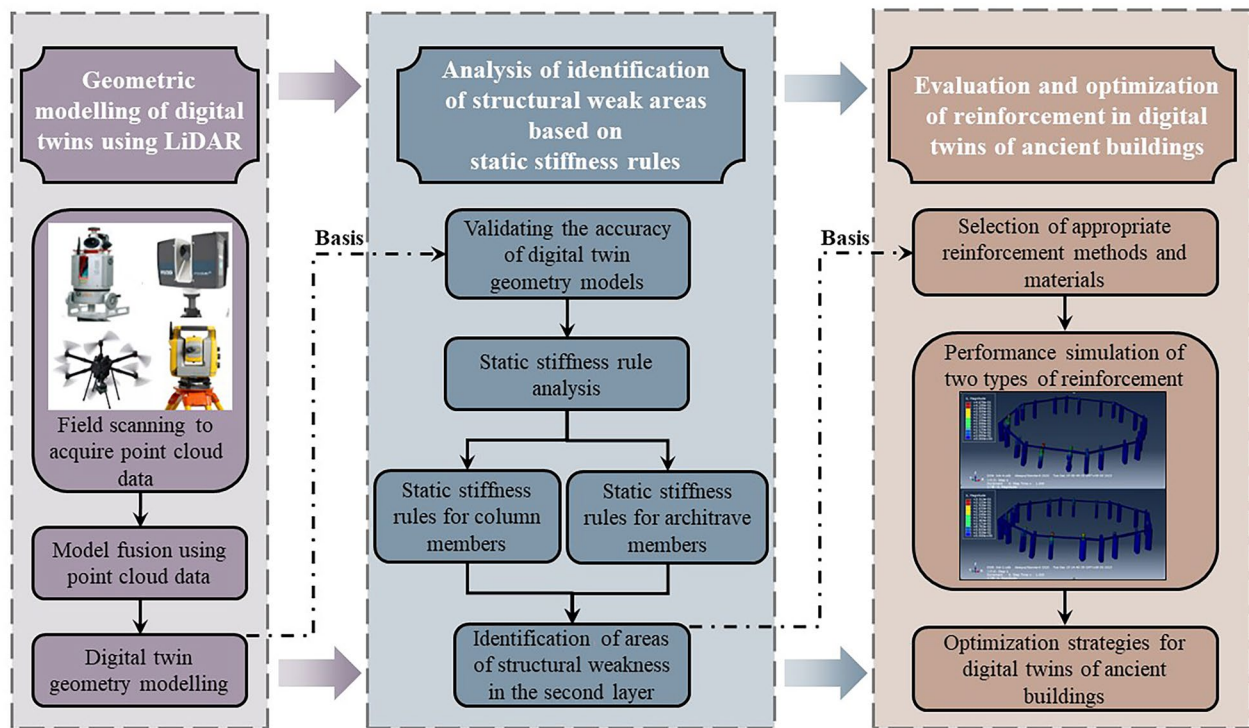 Geometric
modelling of digital
twins using LiDAR
Field scanning to
acquire point cloud
data
Model fusion using
point cloud data
Digital twin
geometry modelling
Basis
Analysis of identification
of structural weak areas
based on
static stiffness rules
Validating the accuracy
of digital twin
geometry models
Static stiffness rule
analysis
Static stiffness
rules for column
members
Static stiffness
rules for architrave
members
Identification of areas
of structural weakness
in the second layer
Basis
Evaluation and optimization
of reinforcement in digital
twins of ancient buildings
Selection of appropriate
reinforcement methods and
materials
Performance simulation of
two types of reinforcement
Optimization strategies for
digital twins of ancient
buildings